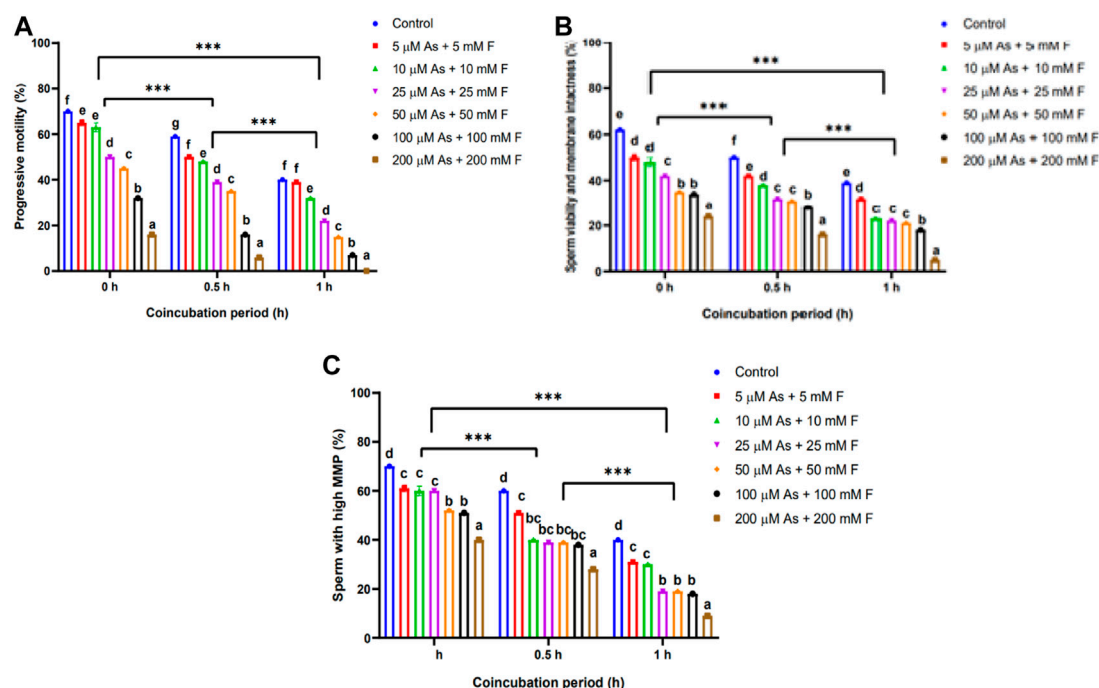 A
Progressive motility (%)
100
80
60
40
20
0
Control
5 μM As + 5 mM F
10 μM As + 10 mM F
25 μM As + 25 mM F
50 μM As + 50 mM F
100 μM As + 100 mM F
200 μM As + 200 mM F
***
***
***
f e e d c b a
g f e d c b a
f f e d c b a
0 h
0.5 h
1 h
Coincubation period (h)
B
Sperm viability and membrane intactness (%)
100
80
60
40
20
0
Control
5 μM As + 5 mM F
10 μM As + 10 mM F
25 μM As + 25 mM F
50 μM As + 50 mM F
100 μM As + 100 mM F
200 μM As + 200 mM F
***
***
***
e d d c b b a
f e d c c b a
e d c c c b a
0 h
0.5 h
1 h
Coincubation period (h)
C
Sperm with high MMP (%)
100
80
60
40
20
0
Control
5 μM As + 5 mM F
10 μM As + 10 mM F
25 μM As + 25 mM F
50 μM As + 50 mM F
100 μM As + 100 mM F
200 μM As + 200 mM F
***
***
***
d c c c b b a
d c bc bc bc bc a
d c c b b b a
h
0.5 h
1 h
Coincubation period (h)